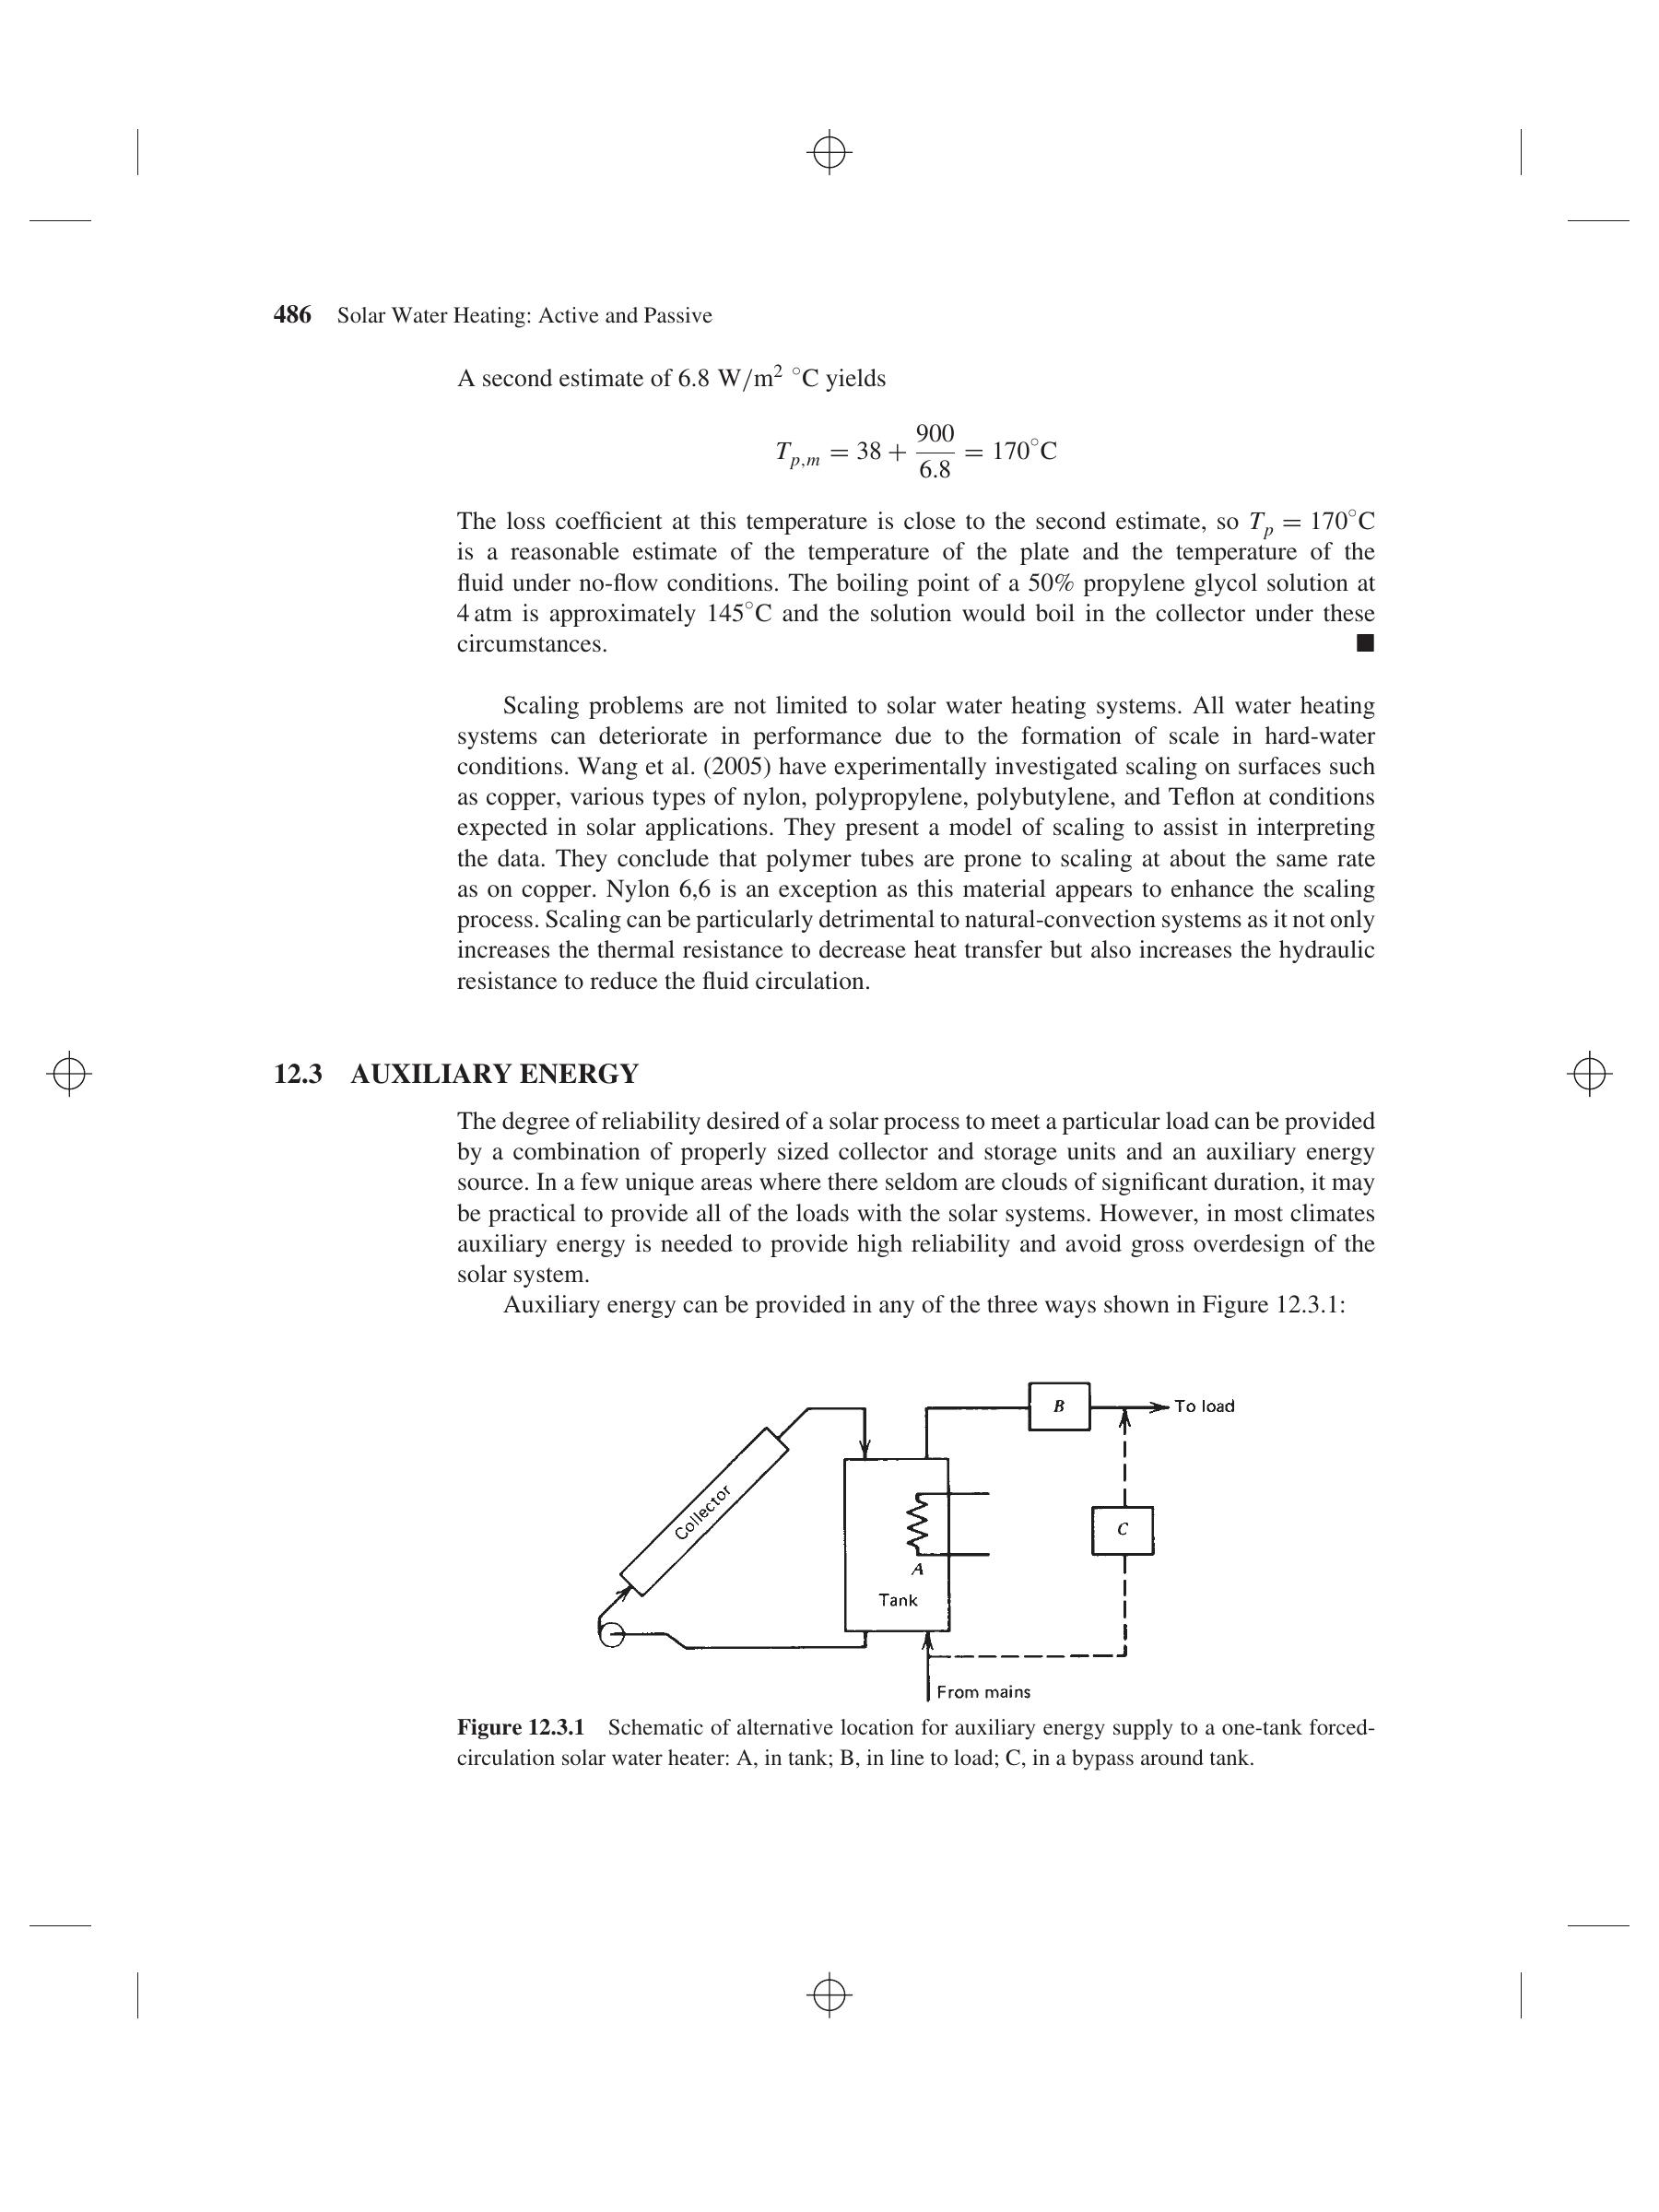 486 Solar Water Heating: Active and Passive
A second estimate of 6.8 W/m² °C yields
T_{p,m} = 38 + 900/6.8 = 170°C
The loss coefficient at this temperature is close to the second estimate, so T_p = 170°C
is a reasonable estimate of the temperature of the plate and the temperature of the
fluid under no-flow conditions. The boiling point of a 50% propylene glycol solution at
4 atm is approximately 145°C and the solution would boil in the collector under these
circumstances. ■
Scaling problems are not limited to solar water heating systems. All water heating
systems can deteriorate in performance due to the formation of scale in hard-water
conditions. Wang et al. (2005) have experimentally investigated scaling on surfaces such
as copper, various types of nylon, polypropylene, polybutylene, and Teflon at conditions
expected in solar applications. They present a model of scaling to assist in interpreting
the data. They conclude that polymer tubes are prone to scaling at about the same rate
as on copper. Nylon 6,6 is an exception as this material appears to enhance the scaling
process. Scaling can be particularly detrimental to natural-convection systems as it not only
increases the thermal resistance to decrease heat transfer but also increases the hydraulic
resistance to reduce the fluid circulation.
12.3 AUXILIARY ENERGY
The degree of reliability desired of a solar process to meet a particular load can be provided
by a combination of properly sized collector and storage units and an auxiliary energy
source. In a few unique areas where there seldom are clouds of significant duration, it may
be practical to provide all of the loads with the solar systems. However, in most climates
auxiliary energy is needed to provide high reliability and avoid gross overdesign of the
solar system.
Auxiliary energy can be provided in any of the three ways shown in Figure 12.3.1:
B
To load
Collector
C
A
Tank
From mains
Figure 12.3.1 Schematic of alternative location for auxiliary energy supply to a one-tank forced-
circulation solar water heater: A, in tank; B, in line to load; C, in a bypass around tank.